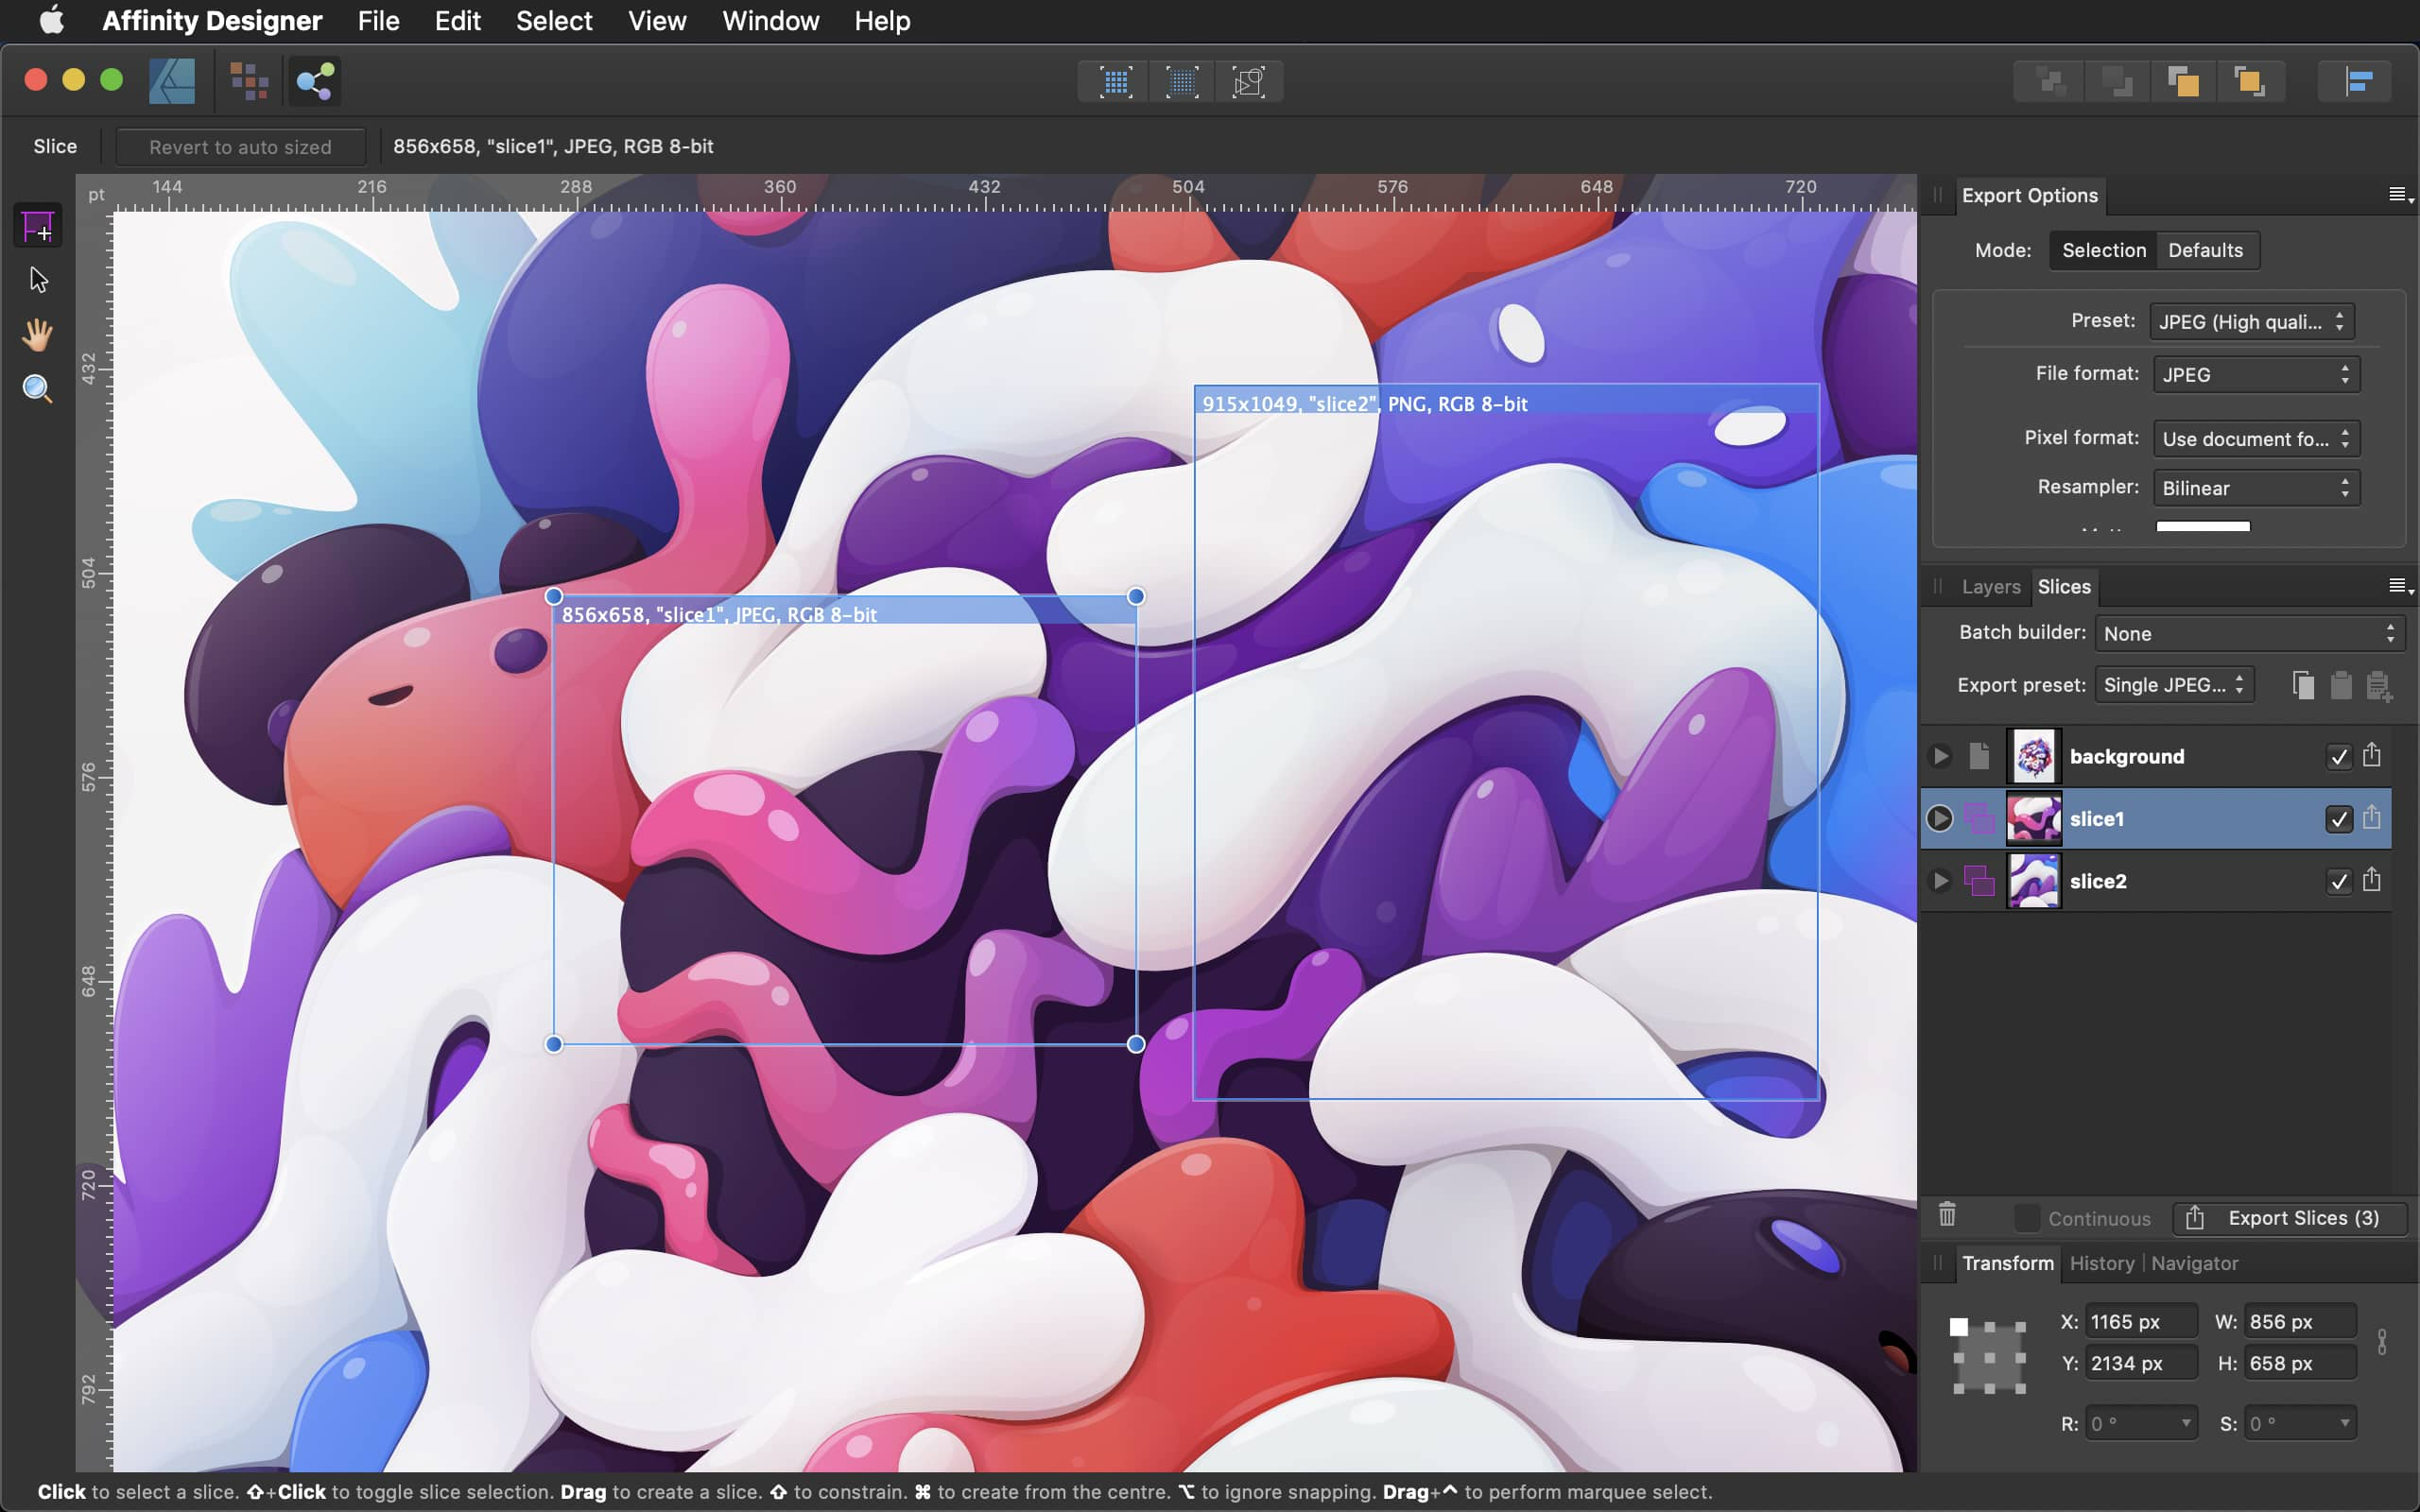 Affinity Designer File Edit Select View Window Help
Slice Revert to auto sized 856x658, "slice1", JPEG, RGB 8-bit
pt 144 216 288 360 432 504 576 648 720
432
504
576
648
720
792
915x1049, "slice2", PNG, RGB 8-bit
856x658, "slice1", JPEG, RGB 8-bit
Export Options
Mode: Selection Defaults
Preset: JPEG (High quali...
File format: JPEG
Pixel format: Use document fo...
Resampler: Bilinear
Layers Slices
Batch builder: None
Export preset: Single JPEG...
background
slice1
slice2
Continuous Export Slices (3)
Transform History Navigator
X: 1165 px W: 856 px
Y: 2134 px H: 658 px
R: 0 ° S: 0 °
Click to select a slice. ⇧+Click to toggle slice selection. Drag to create a slice. ⇧ to constrain. ⌘ to create from the centre. ⌥ to ignore snapping. Drag+^ to perform marquee select.